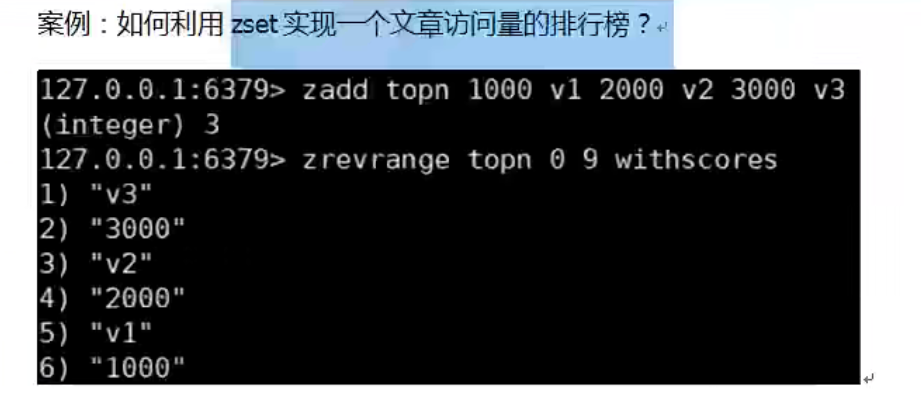 案例：如何利用 zset 实现一个文章访问量的排行榜？
127.0.0.1:6379> zadd topn 1000 v1 2000 v2 3000 v3
(integer) 3
127.0.0.1:6379> zrevrange topn 0 9 withscores
1) "v3"
2) "3000"
3) "v2"
4) "2000"
5) "v1"
6) "1000"